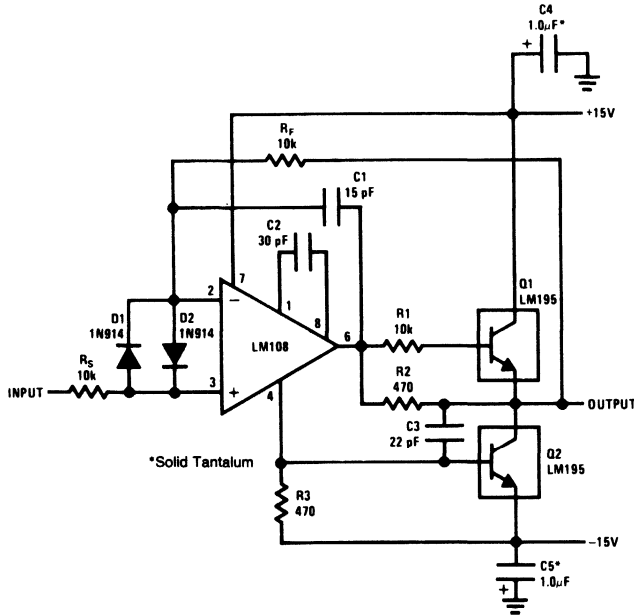 C4
1.0µF*
+
+15V
RF
10k
C1
15 pF
C2
30 pF
Q1
LM195
7
2
−
1
D1
1N914
D2
1N914
8
R1
10k
LM108
6
RS
10k
R2
470
INPUT
3
+
4
OUTPUT
C3
22 pF
*Solid Tantalum
Q2
LM195
R3
470
−15V
C5*
1.0µF
+